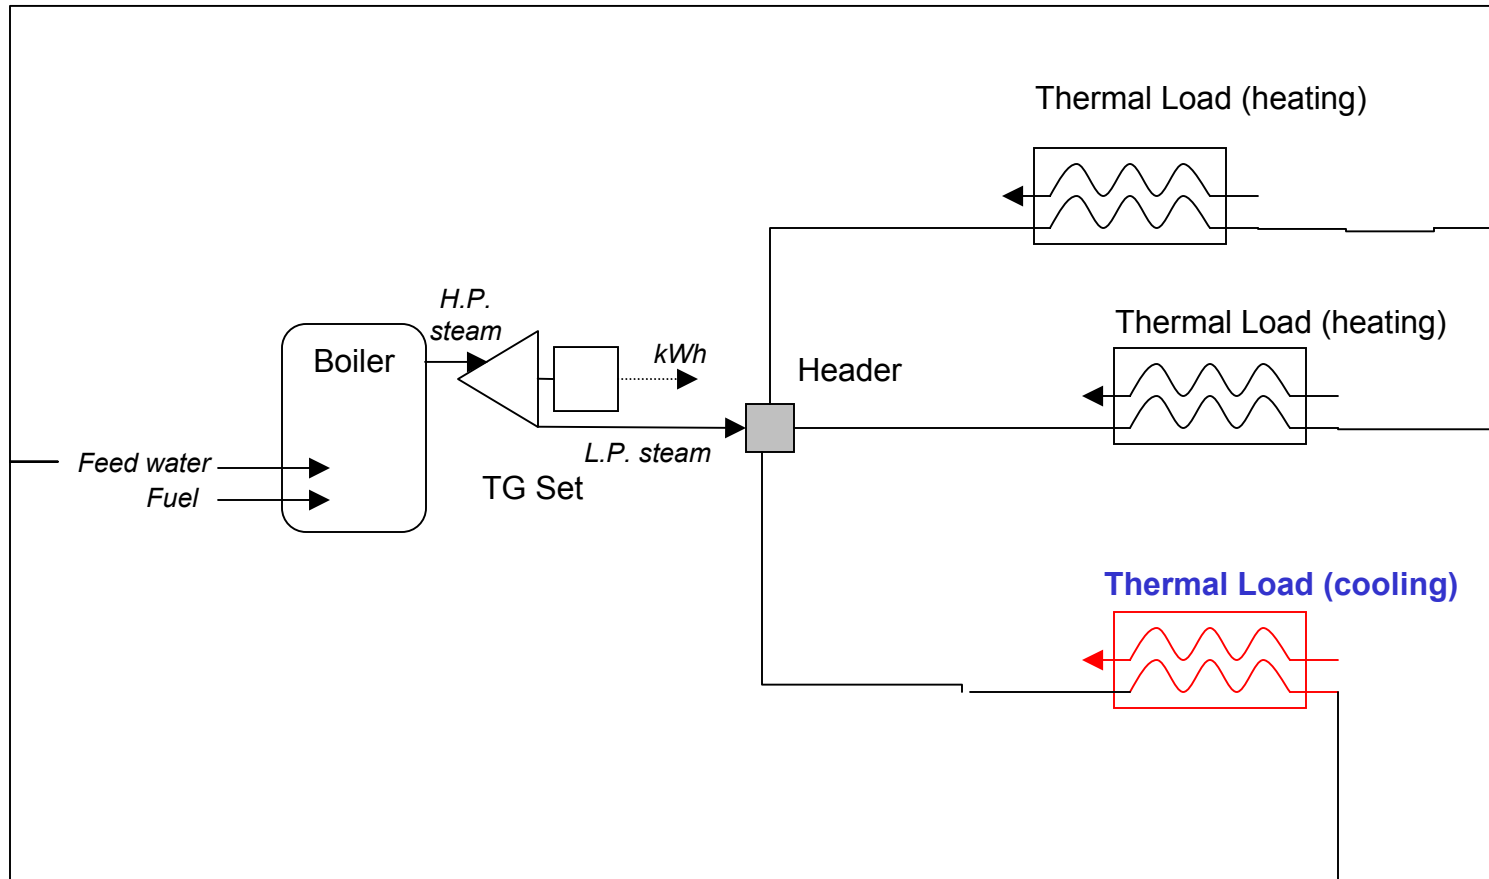 Thermal Load (heating)
H.P.
steam
Thermal Load (heating)
Boiler
kWh
Header
L.P. steam
Feed water
TG Set
Fuel
Thermal Load (cooling)